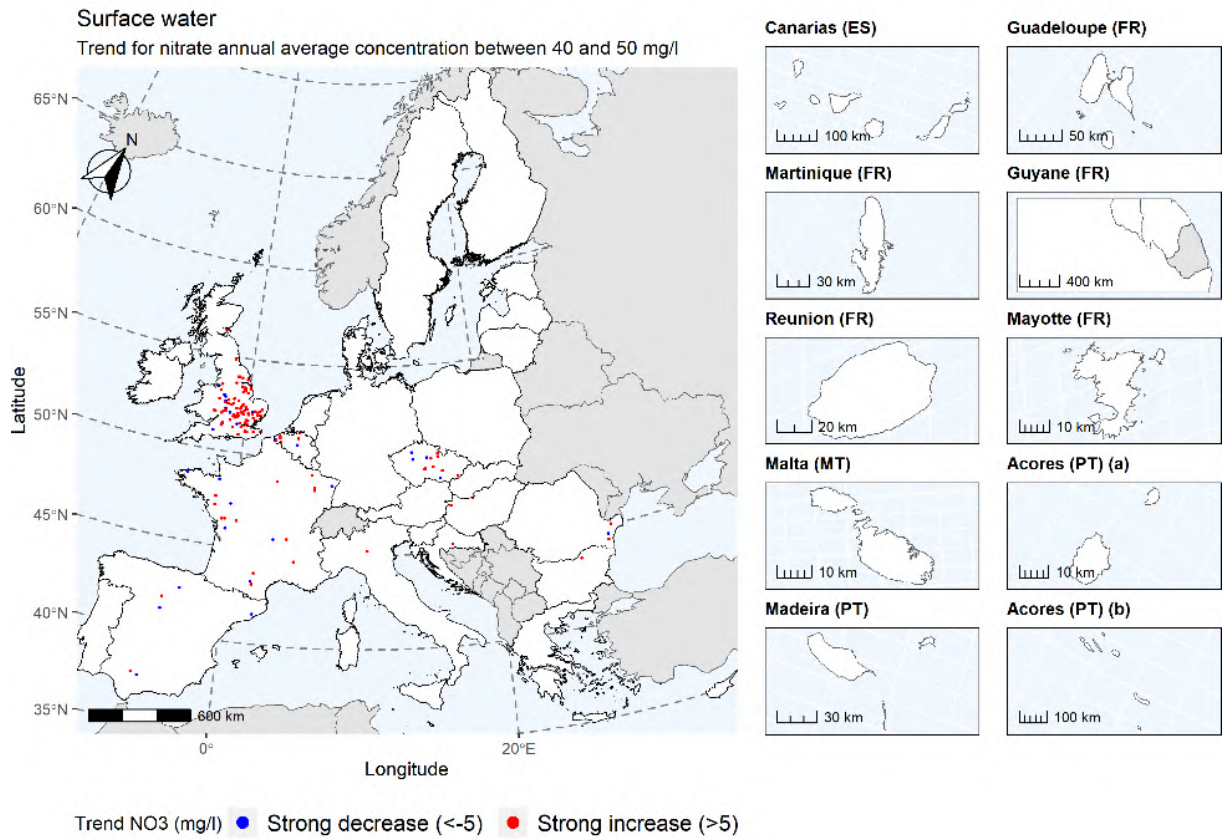 Surface water
Trend for nitrate annual average concentration between 40 and 50 mg/l
65°N
60°N
55°N
50°N
45°N
40°N
35°N
Latitude
N
600 km
0°
20°E
Longitude
Canarias (ES)
100 km
Guadeloupe (FR)
50 km
Martinique (FR)
30 km
Guyane (FR)
400 km
Reunion (FR)
20 km
Mayotte (FR)
10 km
Malta (MT)
10 km
Acores (PT) (a)
10 km
Madeira (PT)
30 km
Acores (PT) (b)
100 km
Trend NO3 (mg/l) Strong decrease (<-5) Strong increase (>5)